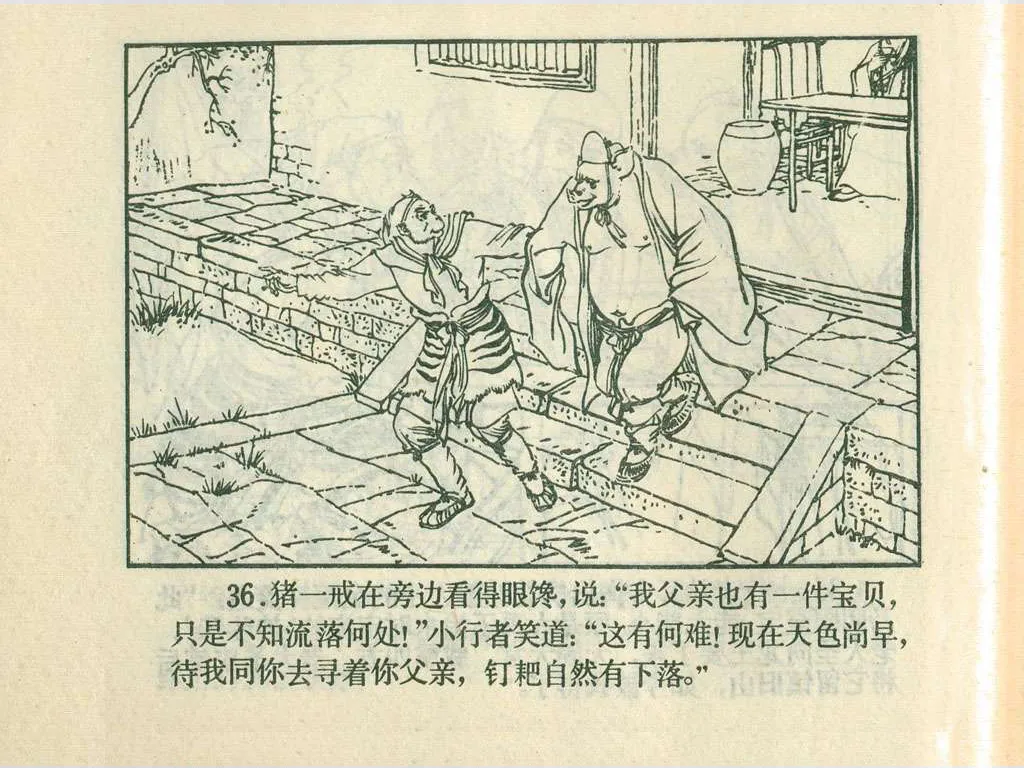 36.猪一戒在旁边看得眼馋，说：“我父亲也有一件宝贝，
只是不知流落何处！”小行者笑道：“这有何难！现在天色尚早，
待我同你去寻着你父亲，钉耙自然有下落。”